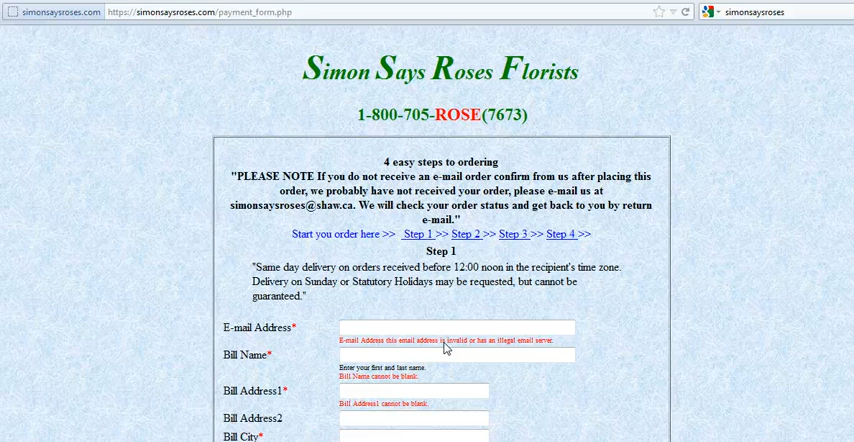 simonsaysroses.com https://simonsaysroses.com/payment_form.php simonsaysroses
Simon Says Roses Florists
1-800-705-ROSE(7673)
4 easy steps to ordering
"PLEASE NOTE If you do not receive an e-mail order confirm from us after placing this
order, we probably have not received your order, please e-mail us at
simonsaysroses@shaw.ca. We will check your order status and get back to you by return
e-mail."
Start you order here >> Step 1 >> Step 2 >> Step 3 >> Step 4 >>
Step 1
"Same day delivery on orders received before 12:00 noon in the recipient's time zone.
Delivery on Sunday or Statutory Holidays may be requested, but cannot be
guaranteed."
E-mail Address*
E-mail Address this email address is invalid or has an illegal email server.
Bill Name*
Enter your first and last name.
Bill Name cannot be blank.
Bill Address1*
Bill Address1 cannot be blank.
Bill Address2
Bill City*